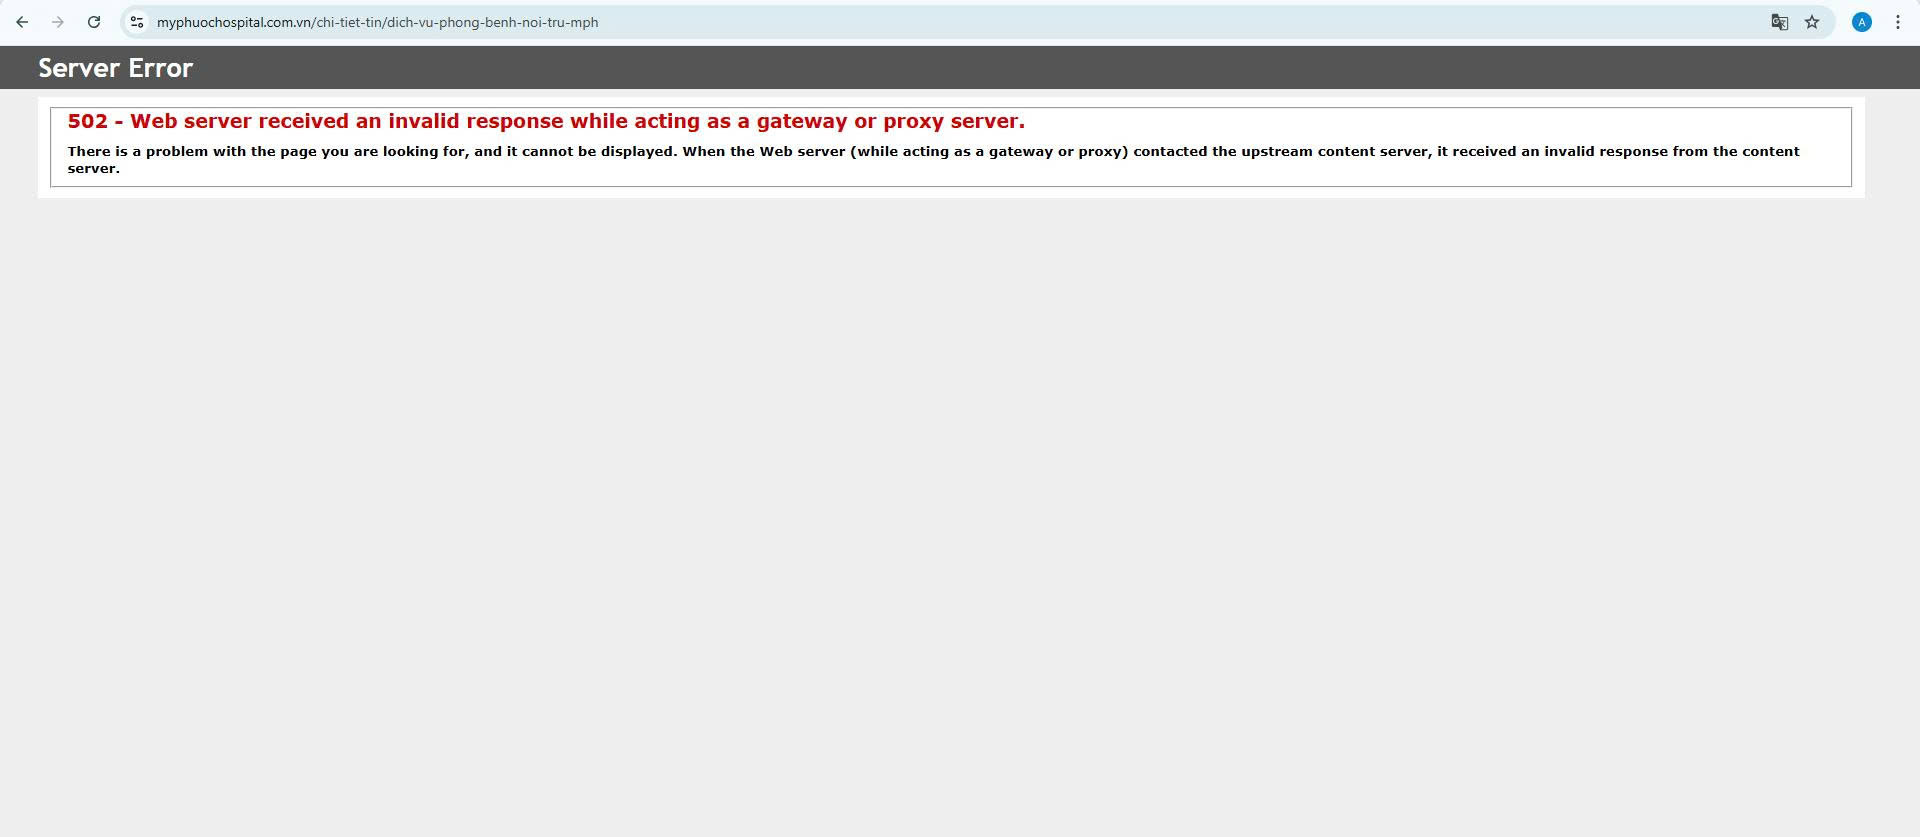 myphuochospital.com.vn/chi-tiet-tin/dich-vu-phong-benh-noi-tru-mph
A
Server Error
502 - Web server received an invalid response while acting as a gateway or proxy server.
There is a problem with the page you are looking for, and it cannot be displayed. When the Web server (while acting as a gateway or proxy) contacted the upstream content server, it received an invalid response from the content
server.